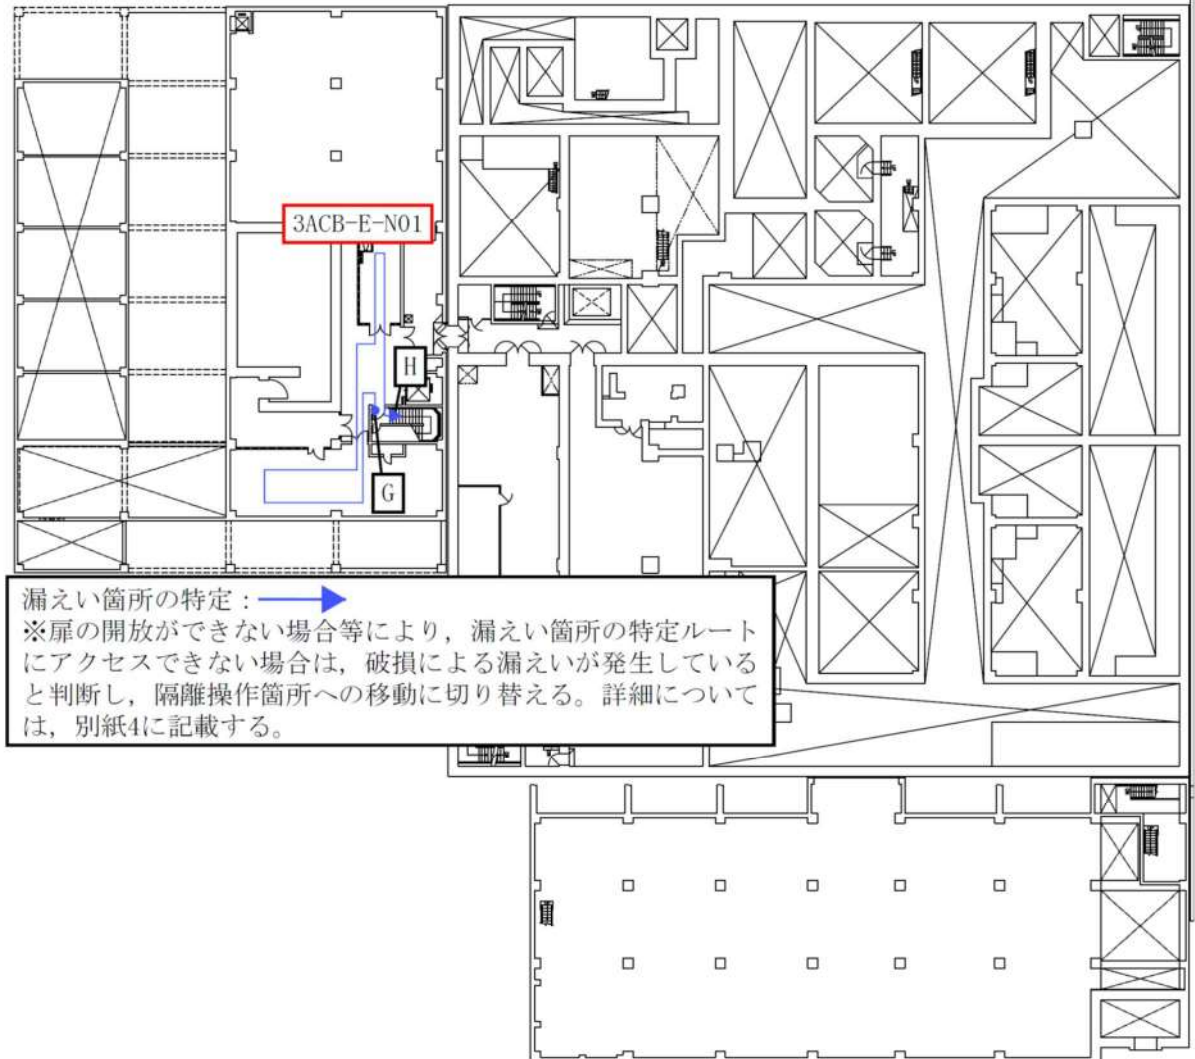 3ACB-E-N01
H
G
漏えい箇所の特定：
※扉の開放ができない場合等により，漏えい箇所の特定ルート
にアクセスできない場合は，破損による漏えいが発生している
と判断し，隔離操作箇所への移動に切り替える。詳細について
は，別紙4に記載する。